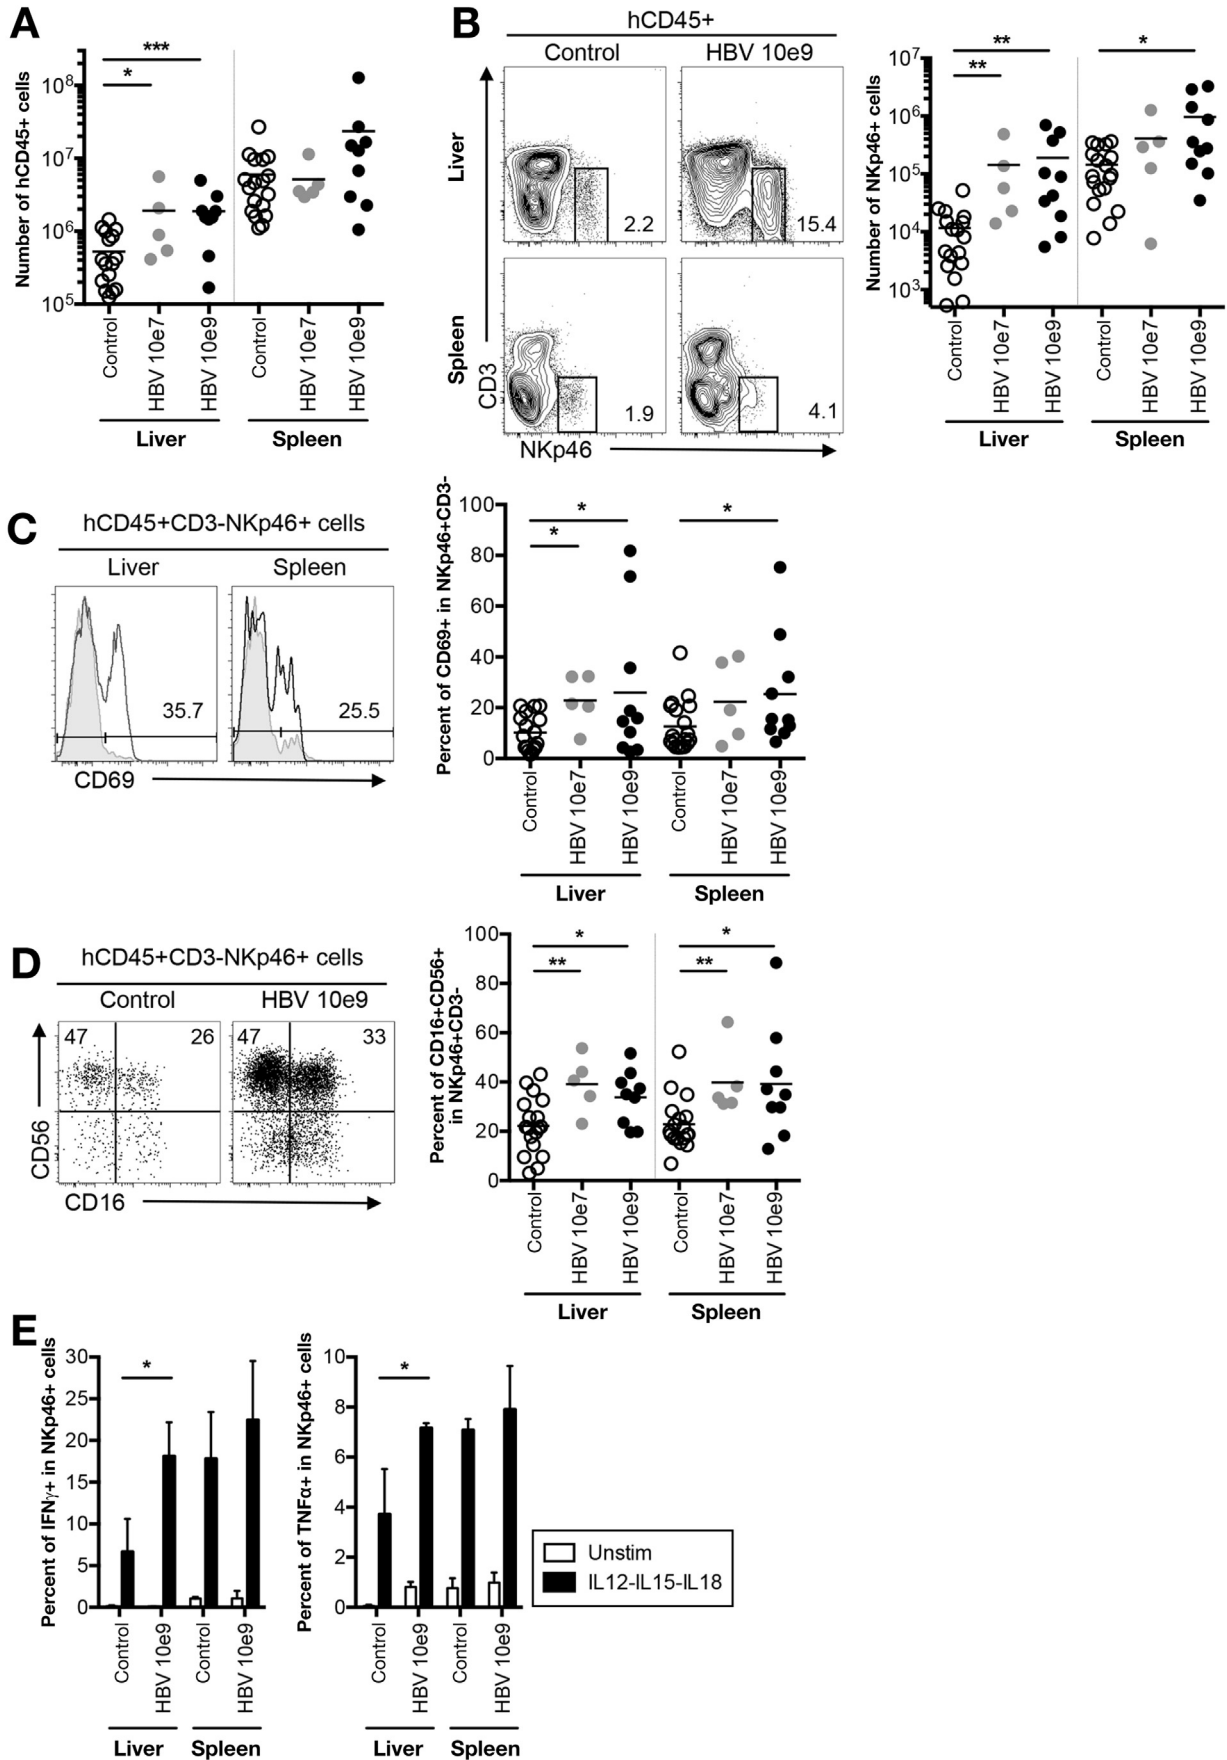 A
Number of hCD45+ cells
10^8
10^7
10^6
10^5
***
*
Control
HBV 10e7
HBV 10e9
Control
HBV 10e7
HBV 10e9
Liver
Spleen
B
hCD45+
Control
HBV 10e9
Liver
2.2
15.4
Spleen
CD3
1.9
4.1
NKp46
Number of NKp46+ cells
10^7
10^6
10^5
10^4
10^3
**
**
*
Control
HBV 10e7
HBV 10e9
Control
HBV 10e7
HBV 10e9
Liver
Spleen
C
hCD45+CD3-NKp46+ cells
Liver
Spleen
35.7
25.5
CD69
Percent of CD69+ in NKp46+CD3-
100
80
60
40
20
0
*
*
*
Control
HBV 10e7
HBV 10e9
Control
HBV 10e7
HBV 10e9
Liver
Spleen
D
hCD45+CD3-NKp46+ cells
Control
HBV 10e9
47
26
47
33
CD56
CD16
Percent of CD16+CD56+
in NKp46+CD3-
100
80
60
40
20
0
*
**
*
**
Control
HBV 10e7
HBV 10e9
Control
HBV 10e7
HBV 10e9
Liver
Spleen
E
Percent of IFNγ+ in NKp46+ cells
30
25
20
15
10
5
0
*
Control
HBV 10e9
Control
HBV 10e9
Liver
Spleen
Percent of TNFα+ in NKp46+ cells
10
8
6
4
2
0
*
Control
HBV 10e9
Control
HBV 10e9
Liver
Spleen
Unstim
IL12-IL15-IL18